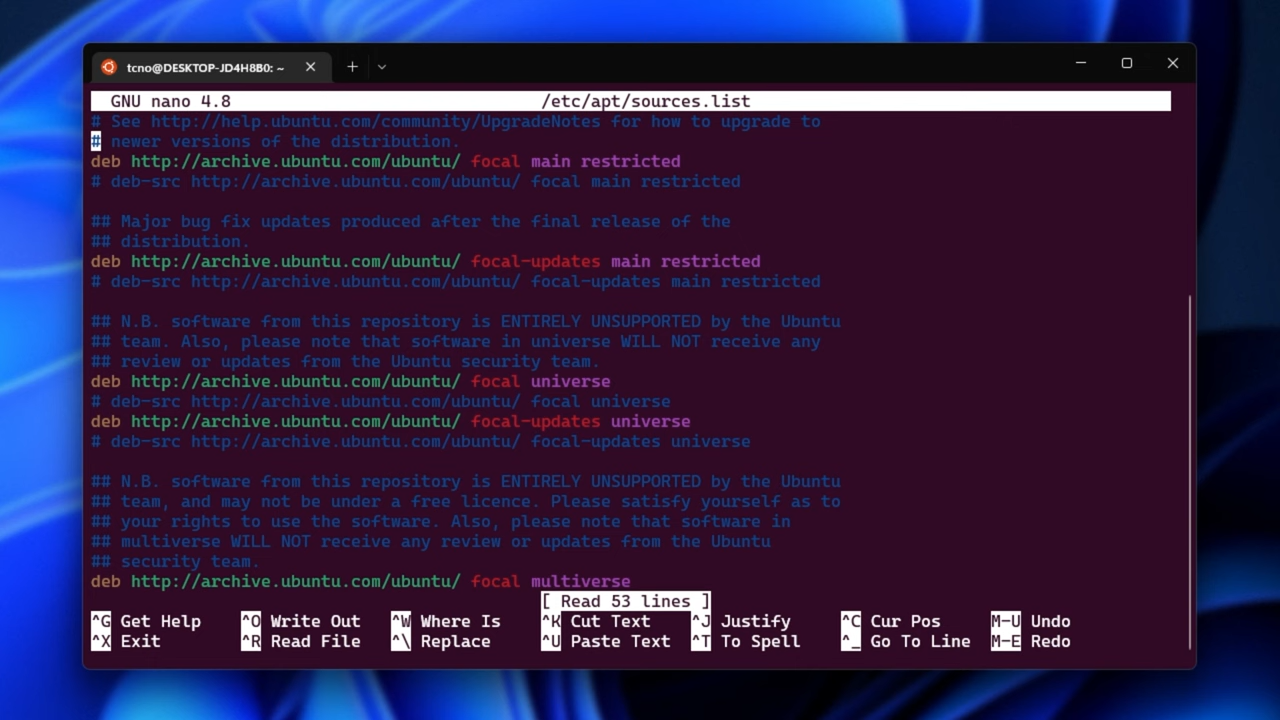 tcno@DESKTOP-JD4H8B0: ~
GNU nano 4.8 /etc/apt/sources.list
# See http://help.ubuntu.com/community/UpgradeNotes for how to upgrade to
# newer versions of the distribution.
deb http://archive.ubuntu.com/ubuntu/ focal main restricted
# deb-src http://archive.ubuntu.com/ubuntu/ focal main restricted
## Major bug fix updates produced after the final release of the
## distribution.
deb http://archive.ubuntu.com/ubuntu/ focal-updates main restricted
# deb-src http://archive.ubuntu.com/ubuntu/ focal-updates main restricted
## N.B. software from this repository is ENTIRELY UNSUPPORTED by the Ubuntu
## team. Also, please note that software in universe WILL NOT receive any
## review or updates from the Ubuntu security team.
deb http://archive.ubuntu.com/ubuntu/ focal universe
# deb-src http://archive.ubuntu.com/ubuntu/ focal universe
deb http://archive.ubuntu.com/ubuntu/ focal-updates universe
# deb-src http://archive.ubuntu.com/ubuntu/ focal-updates universe
## N.B. software from this repository is ENTIRELY UNSUPPORTED by the Ubuntu
## team, and may not be under a free licence. Please satisfy yourself as to
## your rights to use the software. Also, please note that software in
## multiverse WILL NOT receive any review or updates from the Ubuntu
## security team.
deb http://archive.ubuntu.com/ubuntu/ focal multiverse
[ Read 53 lines ]
^G Get Help ^O Write Out ^W Where Is ^K Cut Text ^J Justify ^C Cur Pos M-U Undo
^X Exit ^R Read File ^\ Replace ^U Paste Text ^T To Spell ^_ Go To Line M-E Redo